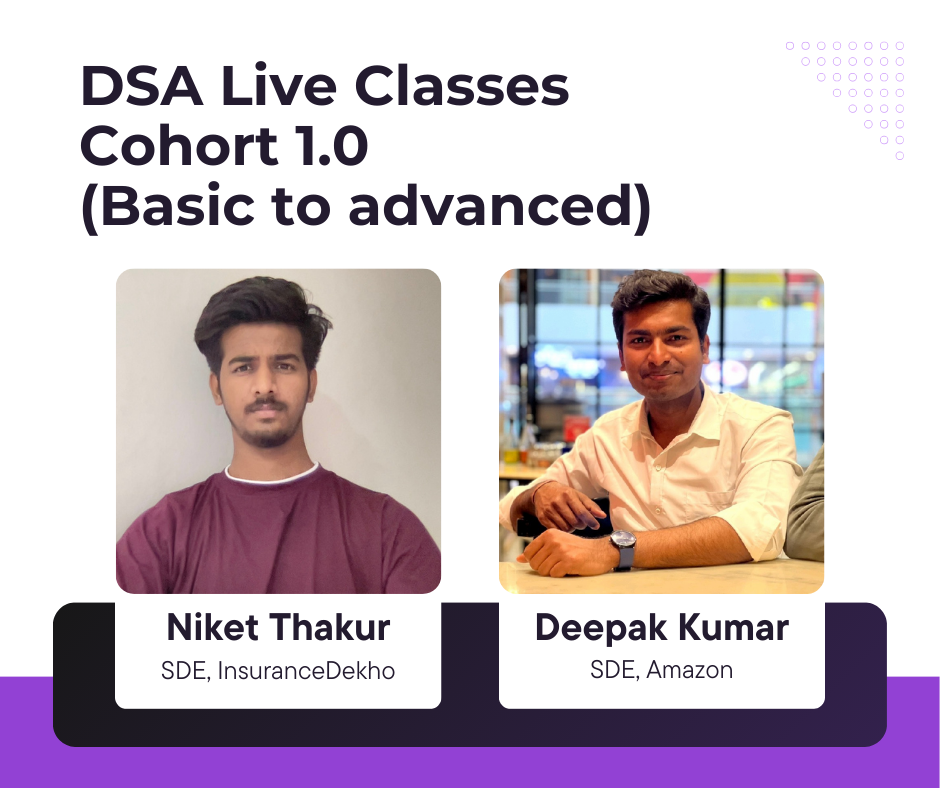 DSA Live Classes
Cohort 1.0
(Basic to advanced)
Niket Thakur
SDE, InsuranceDekho
Deepak Kumar
SDE, Amazon